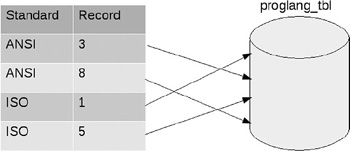 proglang_tbl
Standard Record
ANSI 3
ANSI 8
ISO 1
ISO 5